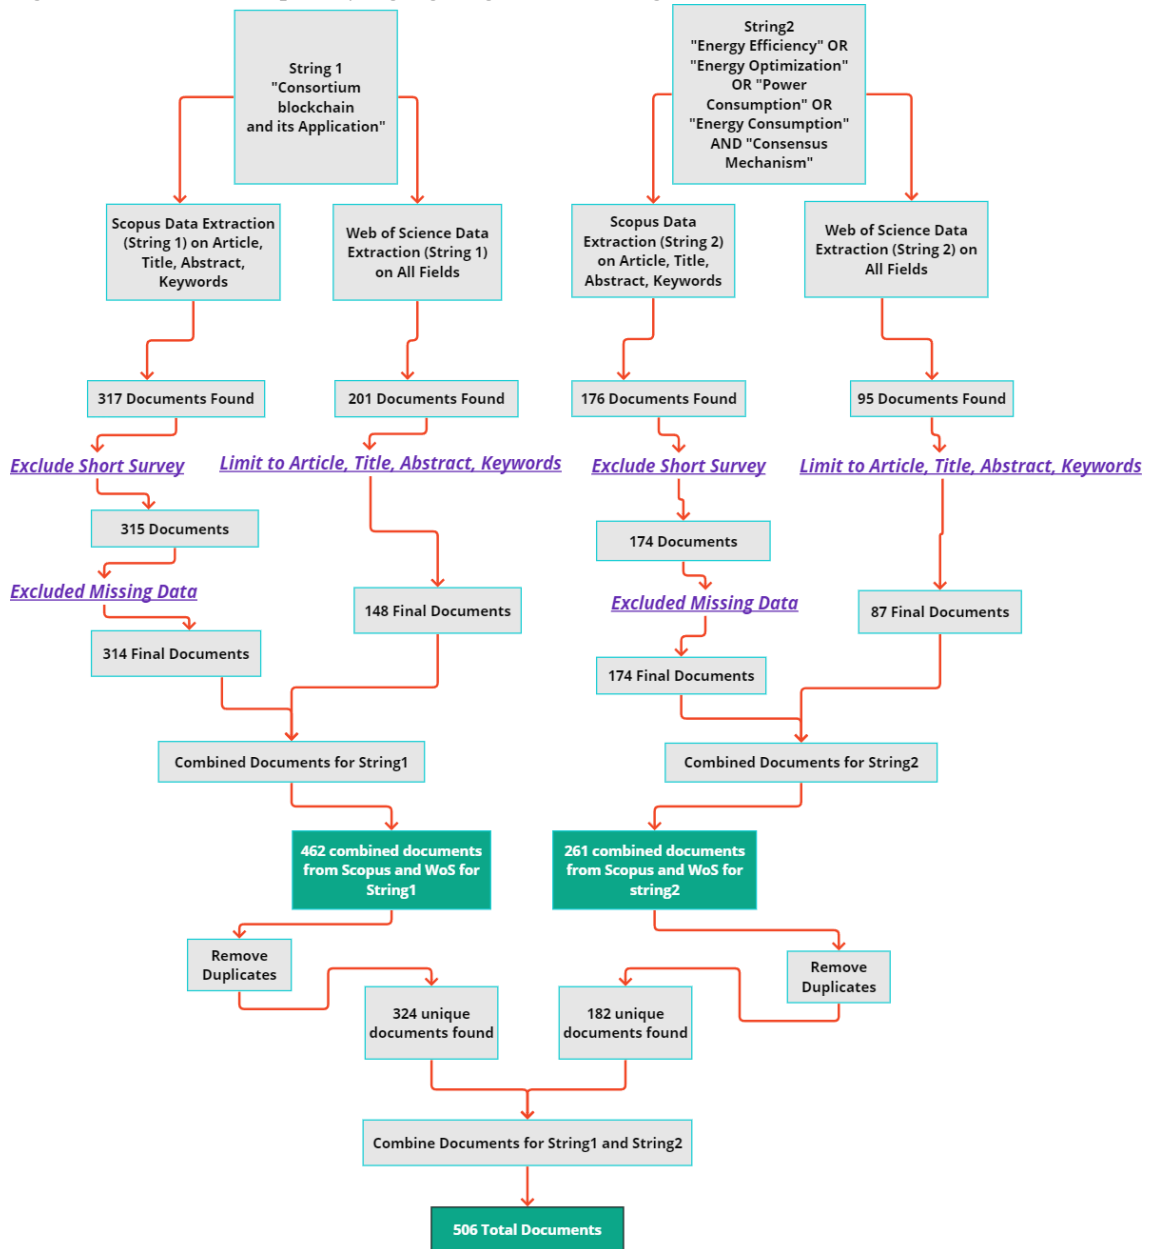 String 1
"Consortium
blockchain
and its Application"
String2
"Energy Efficiency" OR
"Energy Optimization"
OR "Power
Consumption" OR
"Energy Consumption"
AND "Consensus
Mechanism"
Scopus Data Extraction
(String 1) on Article,
Title, Abstract,
Keywords
Web of Science Data
Extraction (String 1)
on All Fields
Scopus Data
Extraction (String 2)
on Article, Title,
Abstract, Keywords
Web of Science Data
Extraction (String 2) on
All Fields
317 Documents Found
201 Documents Found
176 Documents Found
95 Documents Found
Exclude Short Survey
Limit to Article, Title, Abstract, Keywords
Exclude Short Survey
Limit to Article, Title, Abstract, Keywords
315 Documents
174 Documents
Excluded Missing Data
148 Final Documents
Excluded Missing Data
87 Final Documents
314 Final Documents
174 Final Documents
Combined Documents for String1
Combined Documents for String2
462 combined documents
from Scopus and WoS for
String1
261 combined documents
from Scopus and WoS for
string2
Remove
Duplicates
Remove
Duplicates
324 unique
documents found
182 unique
documents found
Combine Documents for String1 and String2
506 Total Documents